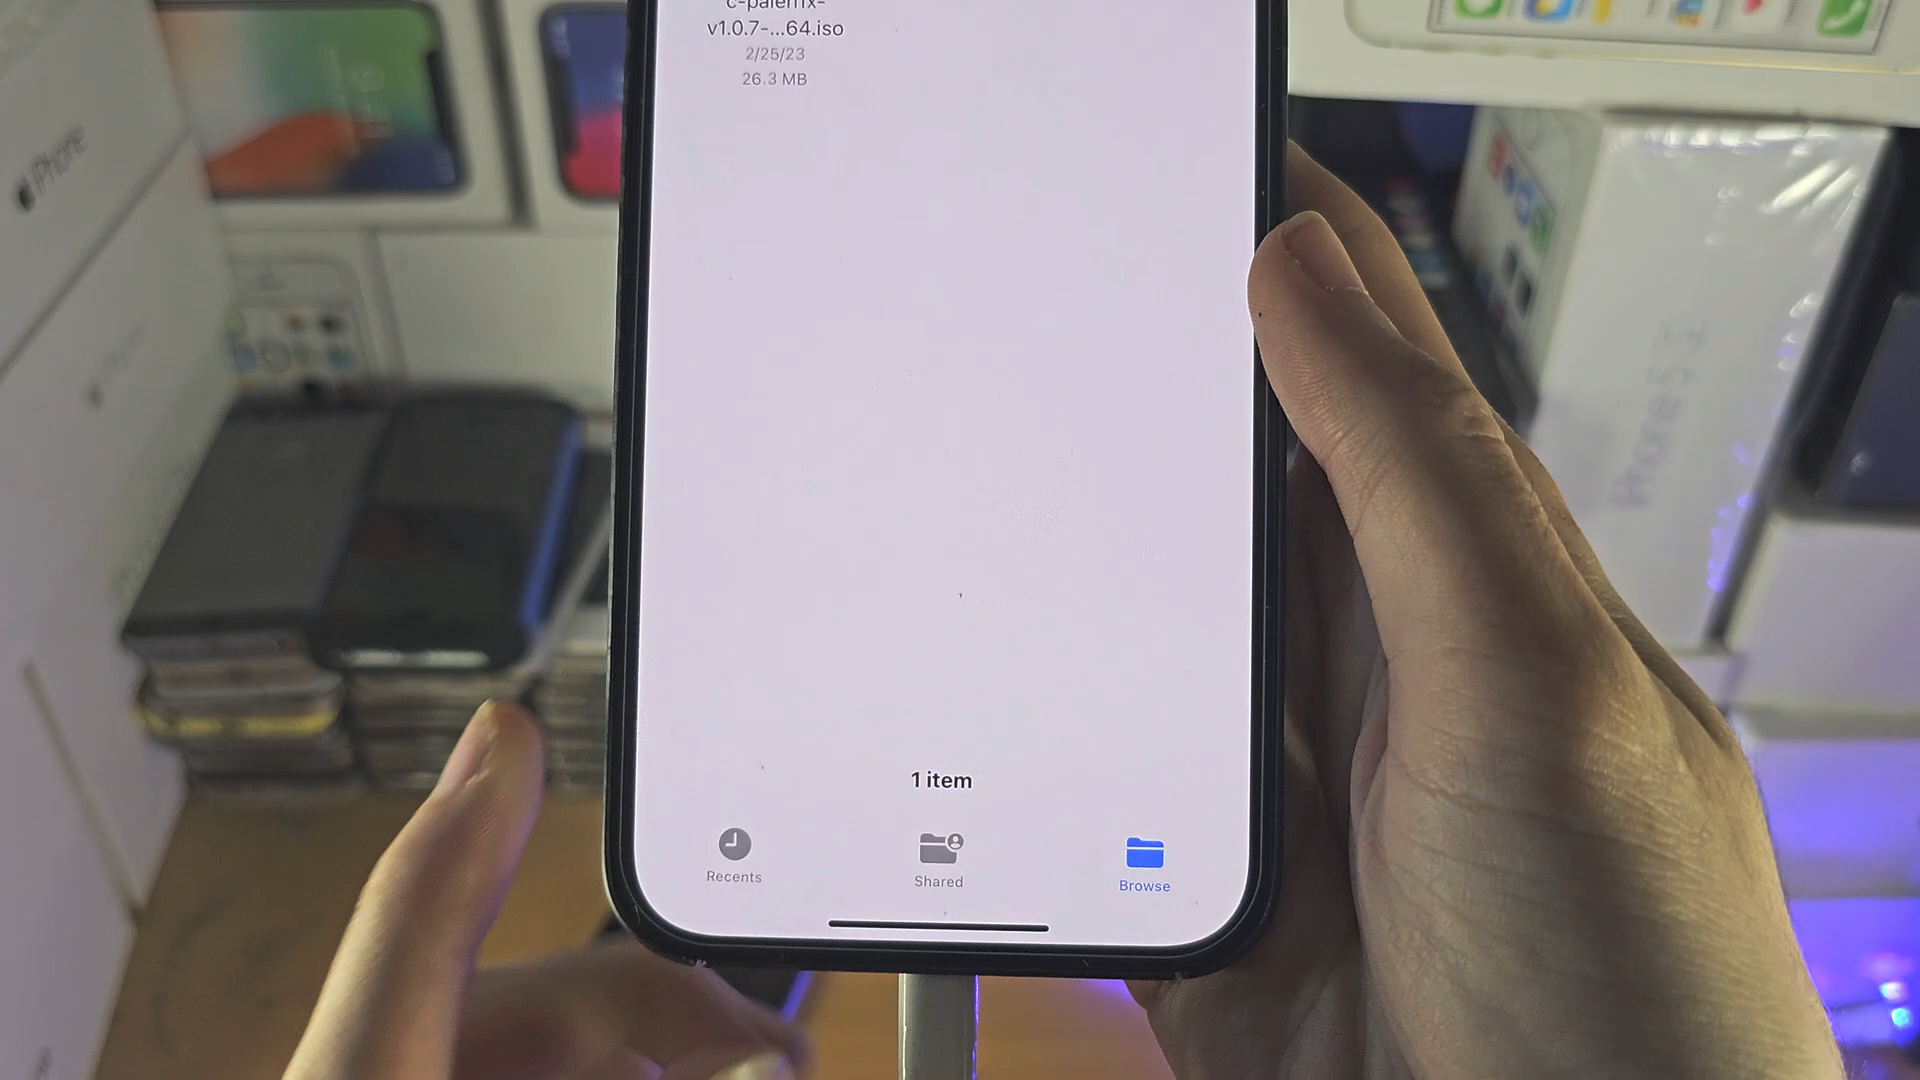 c-palen1x-
v1.0.7-...64.iso
2/25/23
26.3 MB
iPhone
iPhone 5s
1 item
Recents
Shared
Browse